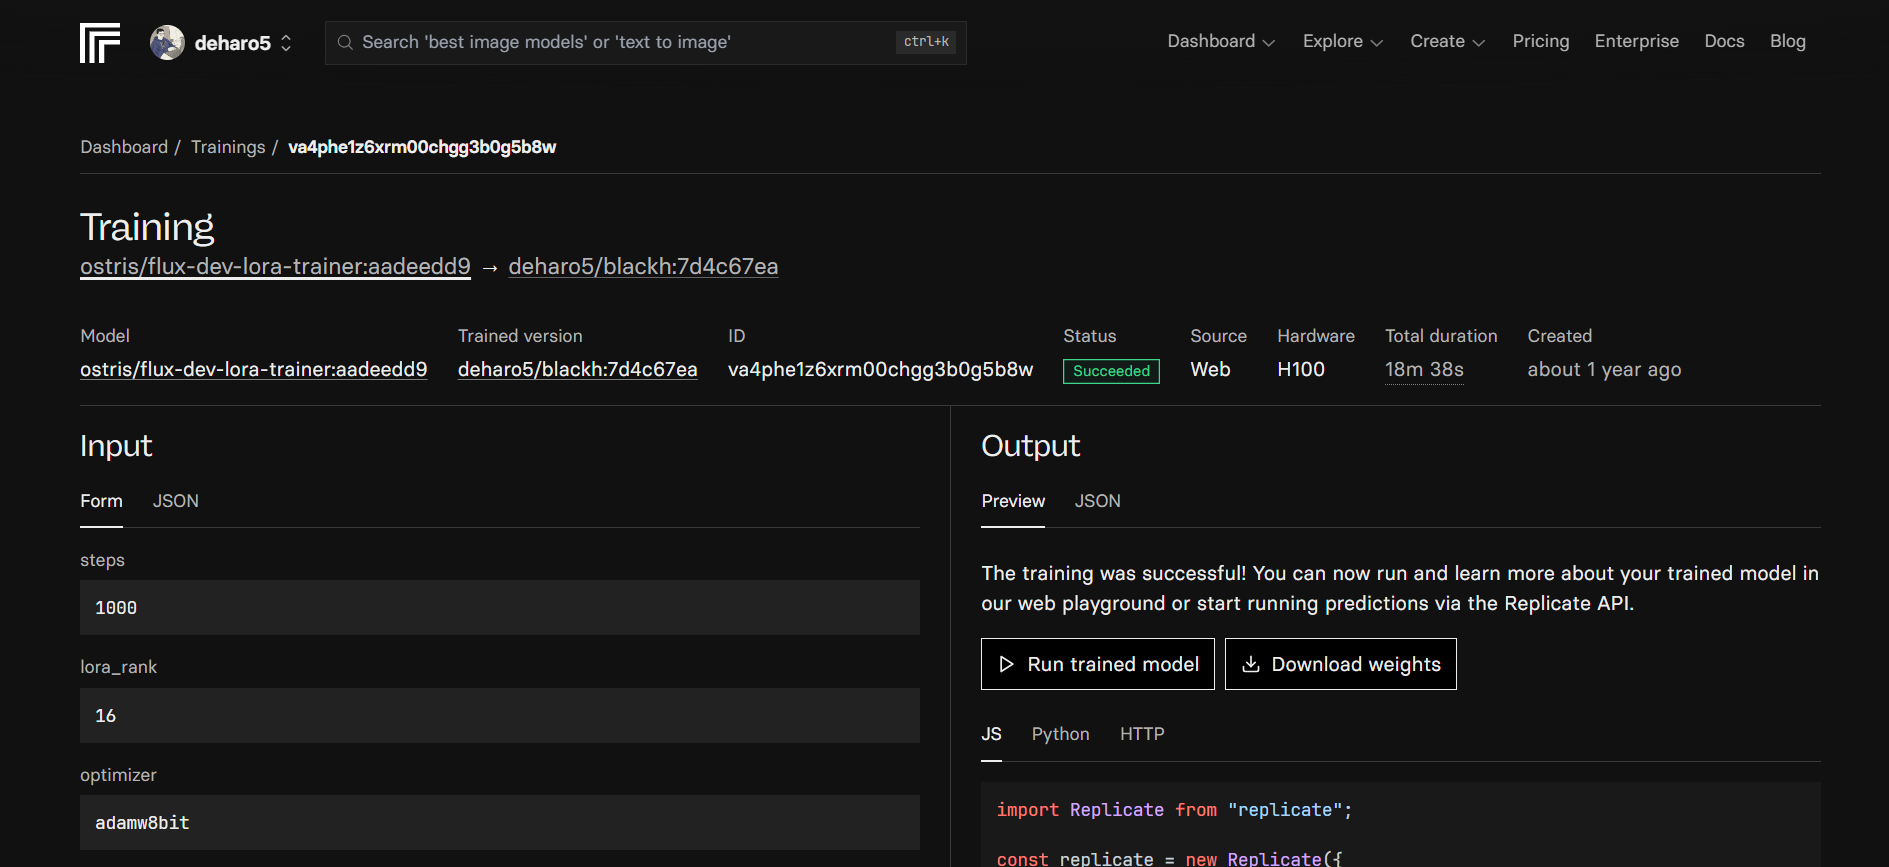 deharo5
Search 'best image models' or 'text to image'
ctrl+k
Dashboard
Explore
Create
Pricing
Enterprise
Docs
Blog
Dashboard / Trainings / va4phe1z6xrm00chgg3b0g5b8w
Training
ostris/flux-dev-lora-trainer:aadeedd9 → deharo5/blackh:7d4c67ea
Model
ostris/flux-dev-lora-trainer:aadeedd9
Trained version
deharo5/blackh:7d4c67ea
ID
va4phe1z6xrm00chgg3b0g5b8w
Status
Succeeded
Source
Web
Hardware
H100
Total duration
18m 38s
Created
about 1 year ago
Input
Form JSON
steps
1000
lora_rank
16
optimizer
adamw8bit
Output
Preview JSON
The training was successful! You can now run and learn more about your trained model in
our web playground or start running predictions via the Replicate API.
Run trained model
Download weights
JS Python HTTP
import Replicate from "replicate";
const replicate = new Replicate({